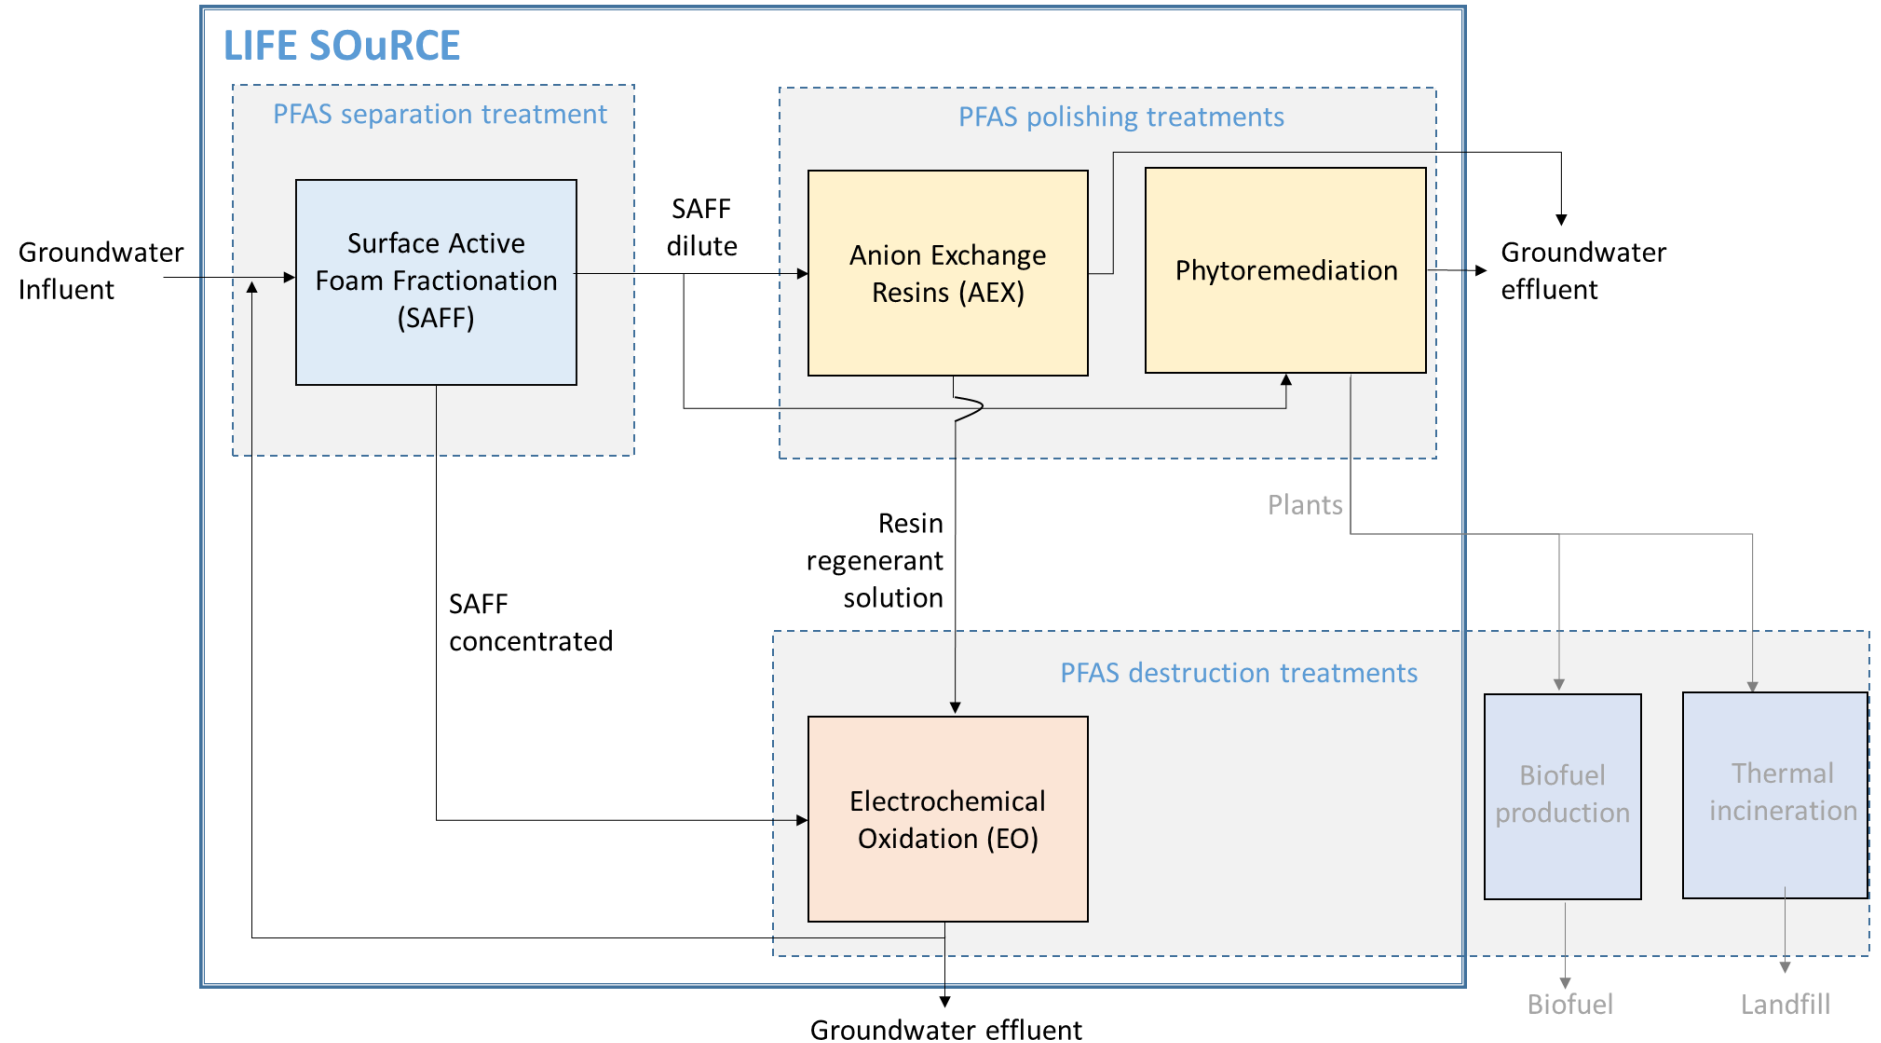 LIFE SOuRCE
PFAS separation treatment
PFAS polishing treatments
Groundwater
Influent
Surface Active
Foam Fractionation
(SAFF)
SAFF
dilute
Anion Exchange
Resins (AEX)
Phytoremediation
Groundwater
effluent
Plants
Resin
regenerant
solution
SAFF
concentrated
PFAS destruction treatments
Electrochemical
Oxidation (EO)
Biofuel
production
Thermal
incineration
Biofuel
Landfill
Groundwater effluent